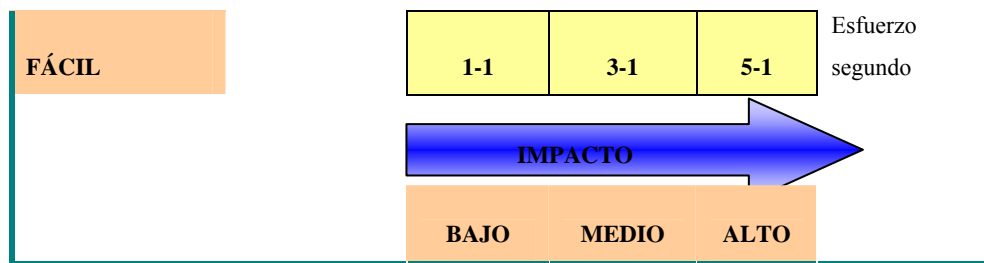 Esfuerzo
FÁCIL 1-1 3-1 5-1 segundo
IMPACTO
BAJO MEDIO ALTO